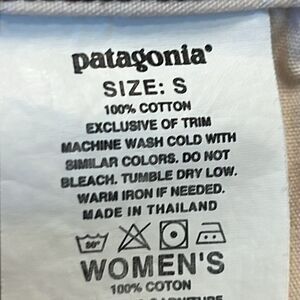 patagonia®
SIZE: S
100% COTTON
EXCLUSIVE OF TRIM
MACHINE WASH COLD WITH
SIMILAR COLORS. DO NOT
BLEACH. TUMBLE DRY LOW.
WARM IRON IF NEEDED.
MADE IN THAILAND
WOMEN'S
100% COTON